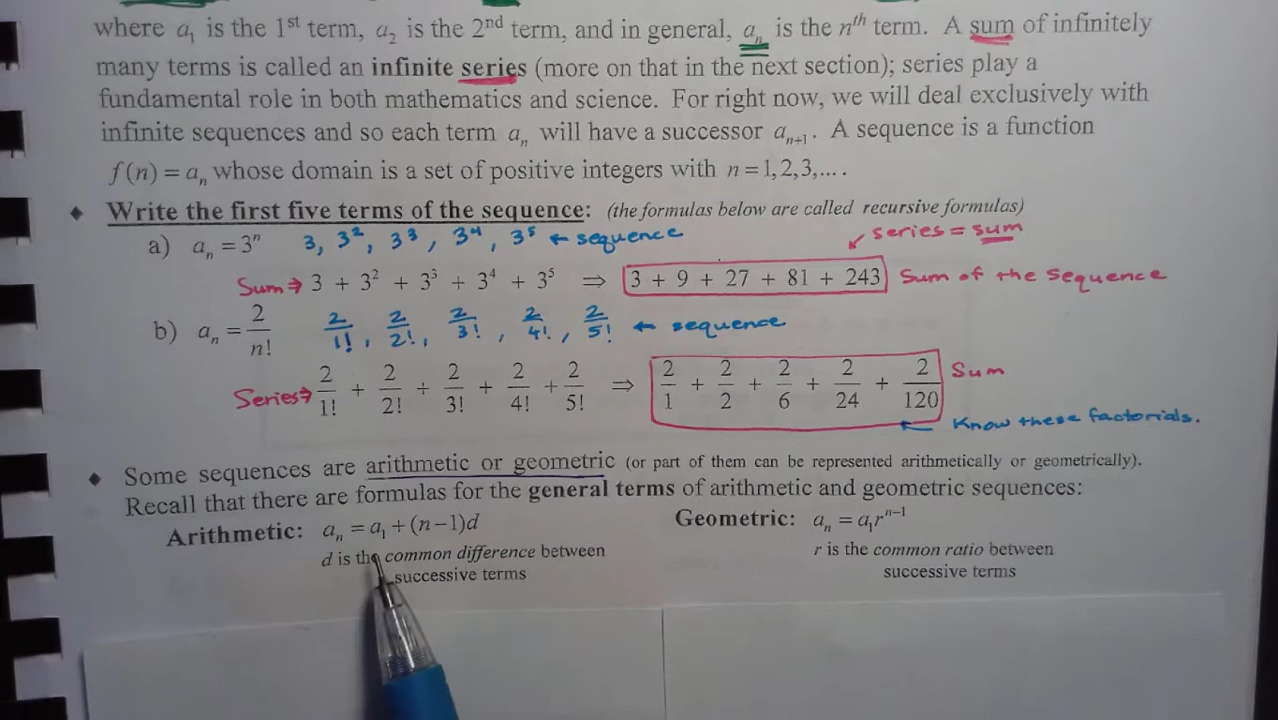 where a₁ is the 1st term, a₂ is the 2nd term, and in general, aₙ is the nth term. A sum of infinitely
many terms is called an infinite series (more on that in the next section); series play a
fundamental role in both mathematics and science. For right now, we will deal exclusively with
infinite sequences and so each term aₙ will have a successor aₙ₊₁. A sequence is a function
f(n) = aₙ whose domain is a set of positive integers with n = 1, 2, 3, ... .
♦ Write the first five terms of the sequence: (the formulas below are called recursive formulas)
a) aₙ = 3ⁿ 3, 3², 3³, 3⁴, 3⁵ ← sequence series = sum
Sum → 3 + 3² + 3³ + 3⁴ + 3⁵ ⇒ 3 + 9 + 27 + 81 + 243 Sum of the sequence
b) aₙ = 2/n! 2/1!, 2/2!, 2/3!, 2/4!, 2/5! ← sequence
Series → 2/1! + 2/2! + 2/3! + 2/4! + 2/5! ⇒ 2/1 + 2/2 + 2/6 + 2/24 + 2/120 Sum
← Know these factorials.
♦ Some sequences are arithmetic or geometric (or part of them can be represented arithmetically or geometrically).
Recall that there are formulas for the general terms of arithmetic and geometric sequences:
Arithmetic: aₙ = a₁ + (n−1)d Geometric: aₙ = a₁rⁿ⁻¹
d is the common difference between r is the common ratio between
successive terms successive terms